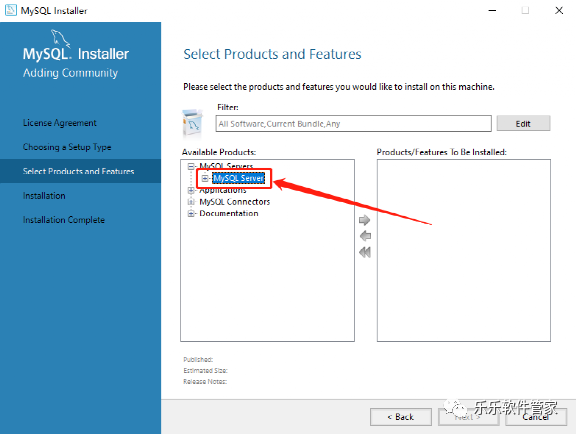 MySQL Installer
MySQL. Installer
Adding Community
License Agreement
Choosing a Setup Type
Select Products and Features
Installation
Installation Complete
Select Products and Features
Please select the products and features you would like to install on this machine.
Filter:
All Software,Current Bundle,Any
Edit
Available Products:
MySQL Servers
MySQL Server
Applications
MySQL Connectors
Documentation
Products/Features To Be Installed:
Published:
Estimated Size:
Release Notes:
< Back
Next >
Cancel
乐乐软件管家